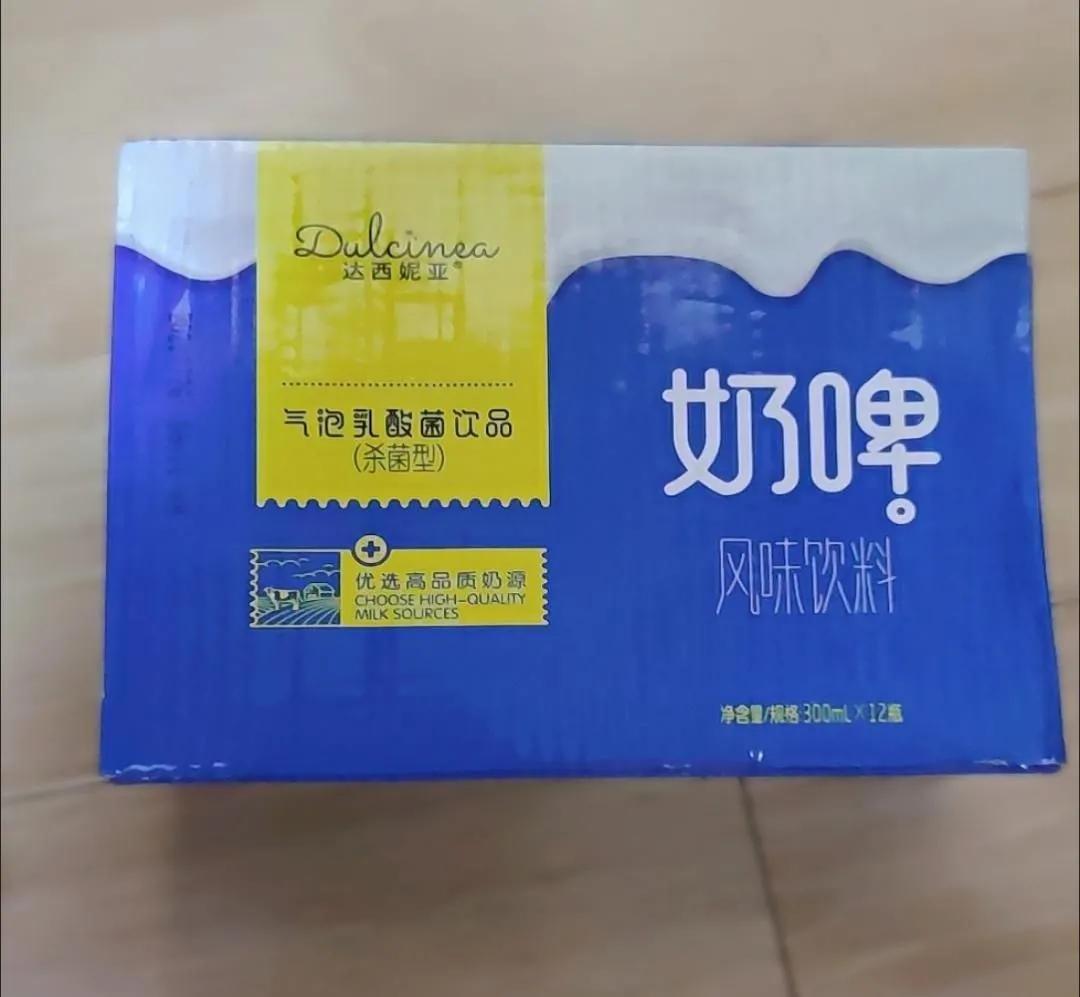 Dulcinea
达西妮亚®
气泡乳酸菌饮品
(杀菌型)
优选高品质奶源
CHOOSE HIGH-QUALITY
MILK SOURCES
奶啤
风味饮料
净含量/规格:300mL×12瓶